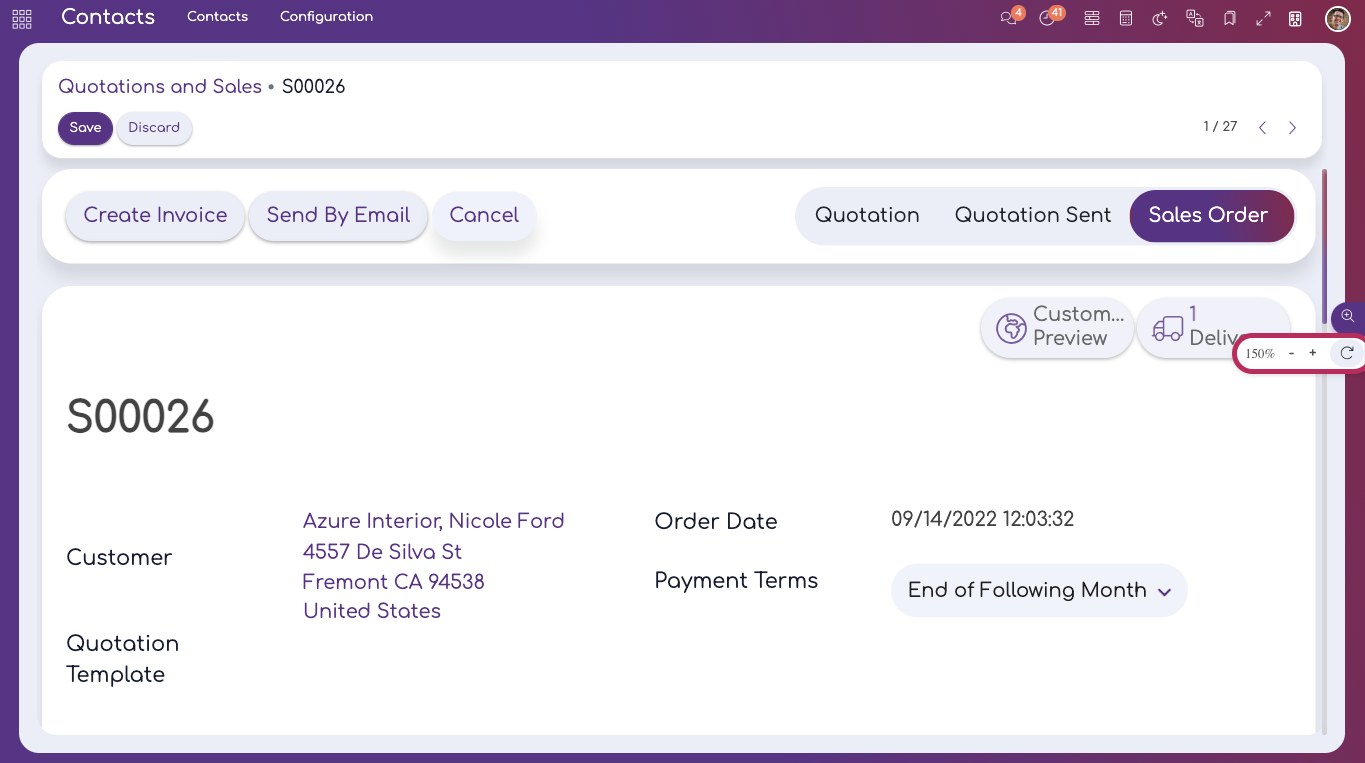 Contacts Contacts Configuration 4 41
Quotations and Sales • S00026
Save Discard 1 / 27
Create Invoice Send By Email Cancel Quotation Quotation Sent Sales Order
Custom... 1
Preview Delive
150% - +
S00026
Azure Interior, Nicole Ford Order Date 09/14/2022 12:03:32
4557 De Silva St
Customer
Fremont CA 94538 Payment Terms End of Following Month
United States
Quotation
Template